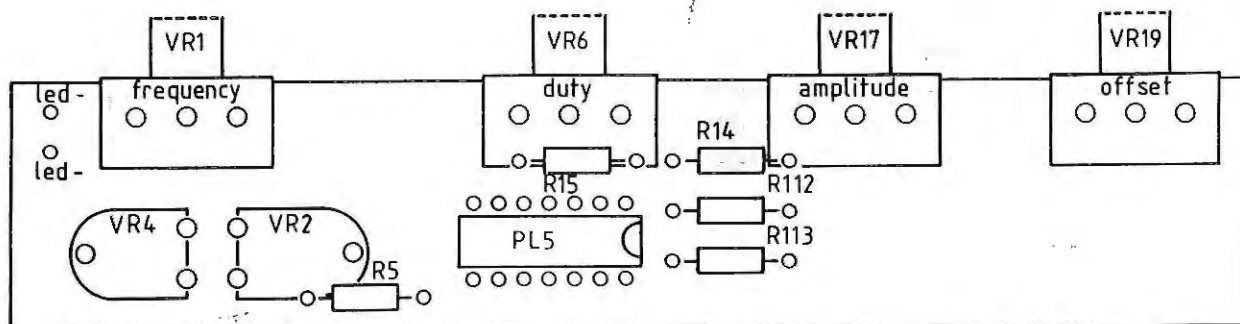 VR1
VR6
VR17
VR19
led -
frequency
duty
amplitude
offset
led -
R14
R15
R112
VR4
VR2
PL5
R113
R5